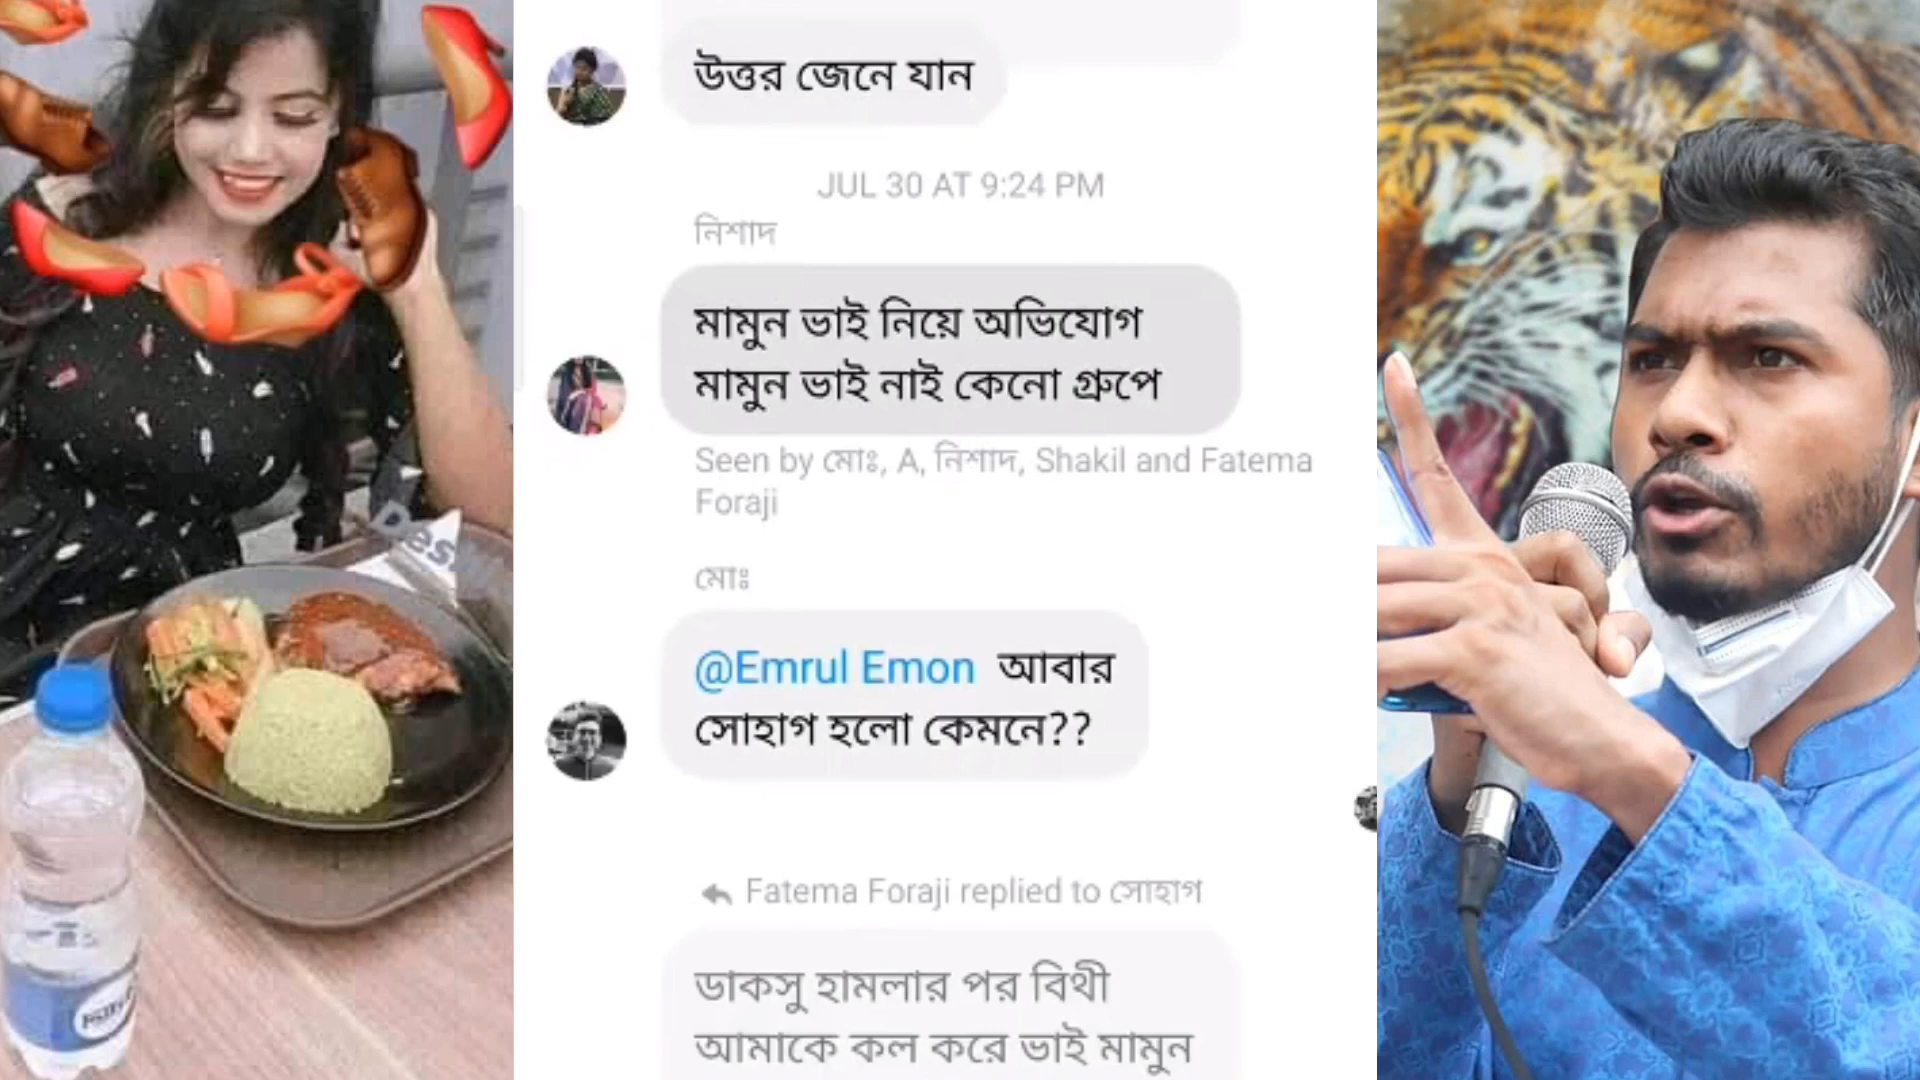 উত্তর জেনে যান
JUL 30 AT 9:24 PM
নিশাদ
মামুন ভাই নিয়ে অভিযোগ
মামুন ভাই নাই কেনো গ্রুপে
Seen by মোঃ, A, নিশাদ, Shakil and Fatema
Foraji
মোঃ
@Emrul Emon আবার
সোহাগ হলো কেমনে??
Fatema Foraji replied to সোহাগ
ডাকসু হামলার পর বিথী
আমাকে কল করে ভাই মামুন